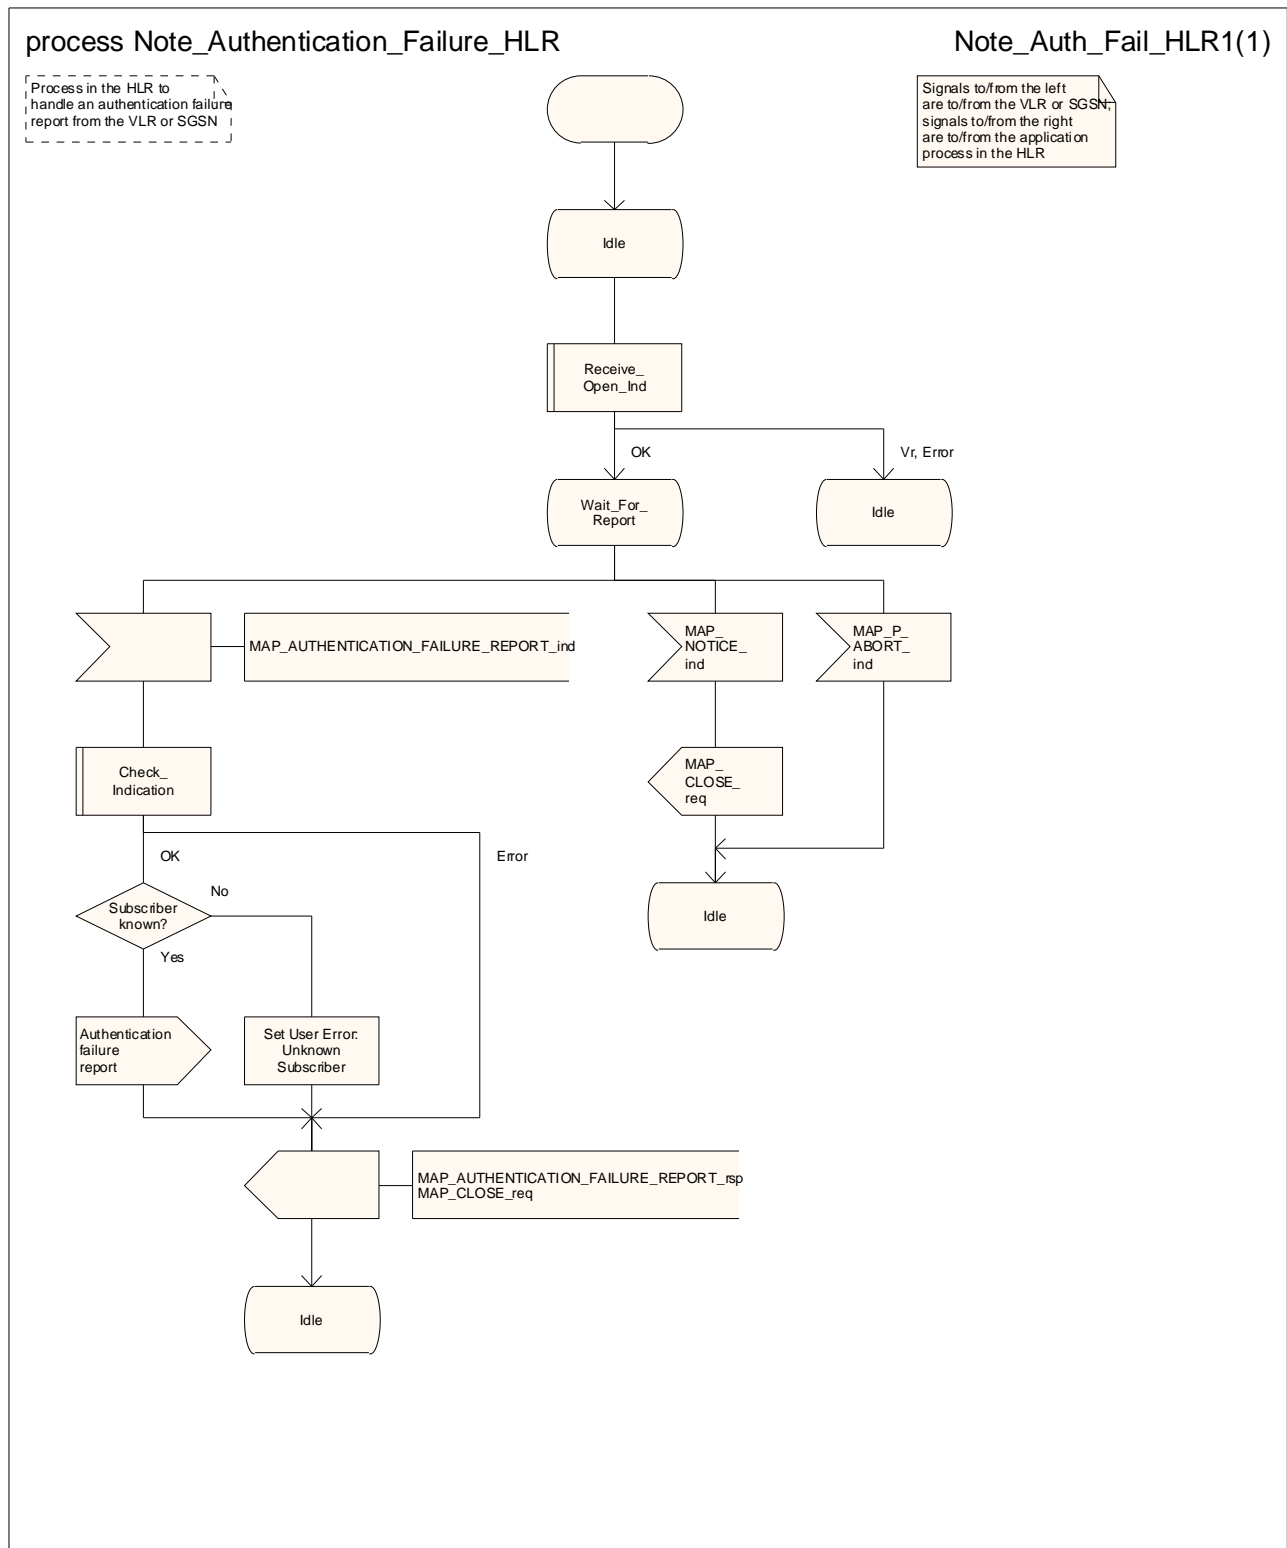 process Note_Authentication_Failure_HLR
Note_Auth_Fail_HLR1(1)
Process in the HLR to
handle an authentication failure
report from the VLR or SGSN
Signals to/from the left
are to/from the VLR or SGSN;
signals to/from the right
are to/from the application
process in the HLR
Idle
Receive_
Open_Ind
OK
Vr, Error
Wait_For_
Report
Idle
MAP_AUTHENTICATION_FAILURE_REPORT_ind
MAP_
NOTICE_
ind
MAP_P_
ABORT_
ind
Check_
Indication
MAP_
CLOSE_
req
OK
Error
No
Subscriber
known?
Idle
Yes
Authentication
failure
report
Set User Error:
Unknown
Subscriber
MAP_AUTHENTICATION_FAILURE_REPORT_rsp
MAP_CLOSE_req
Idle